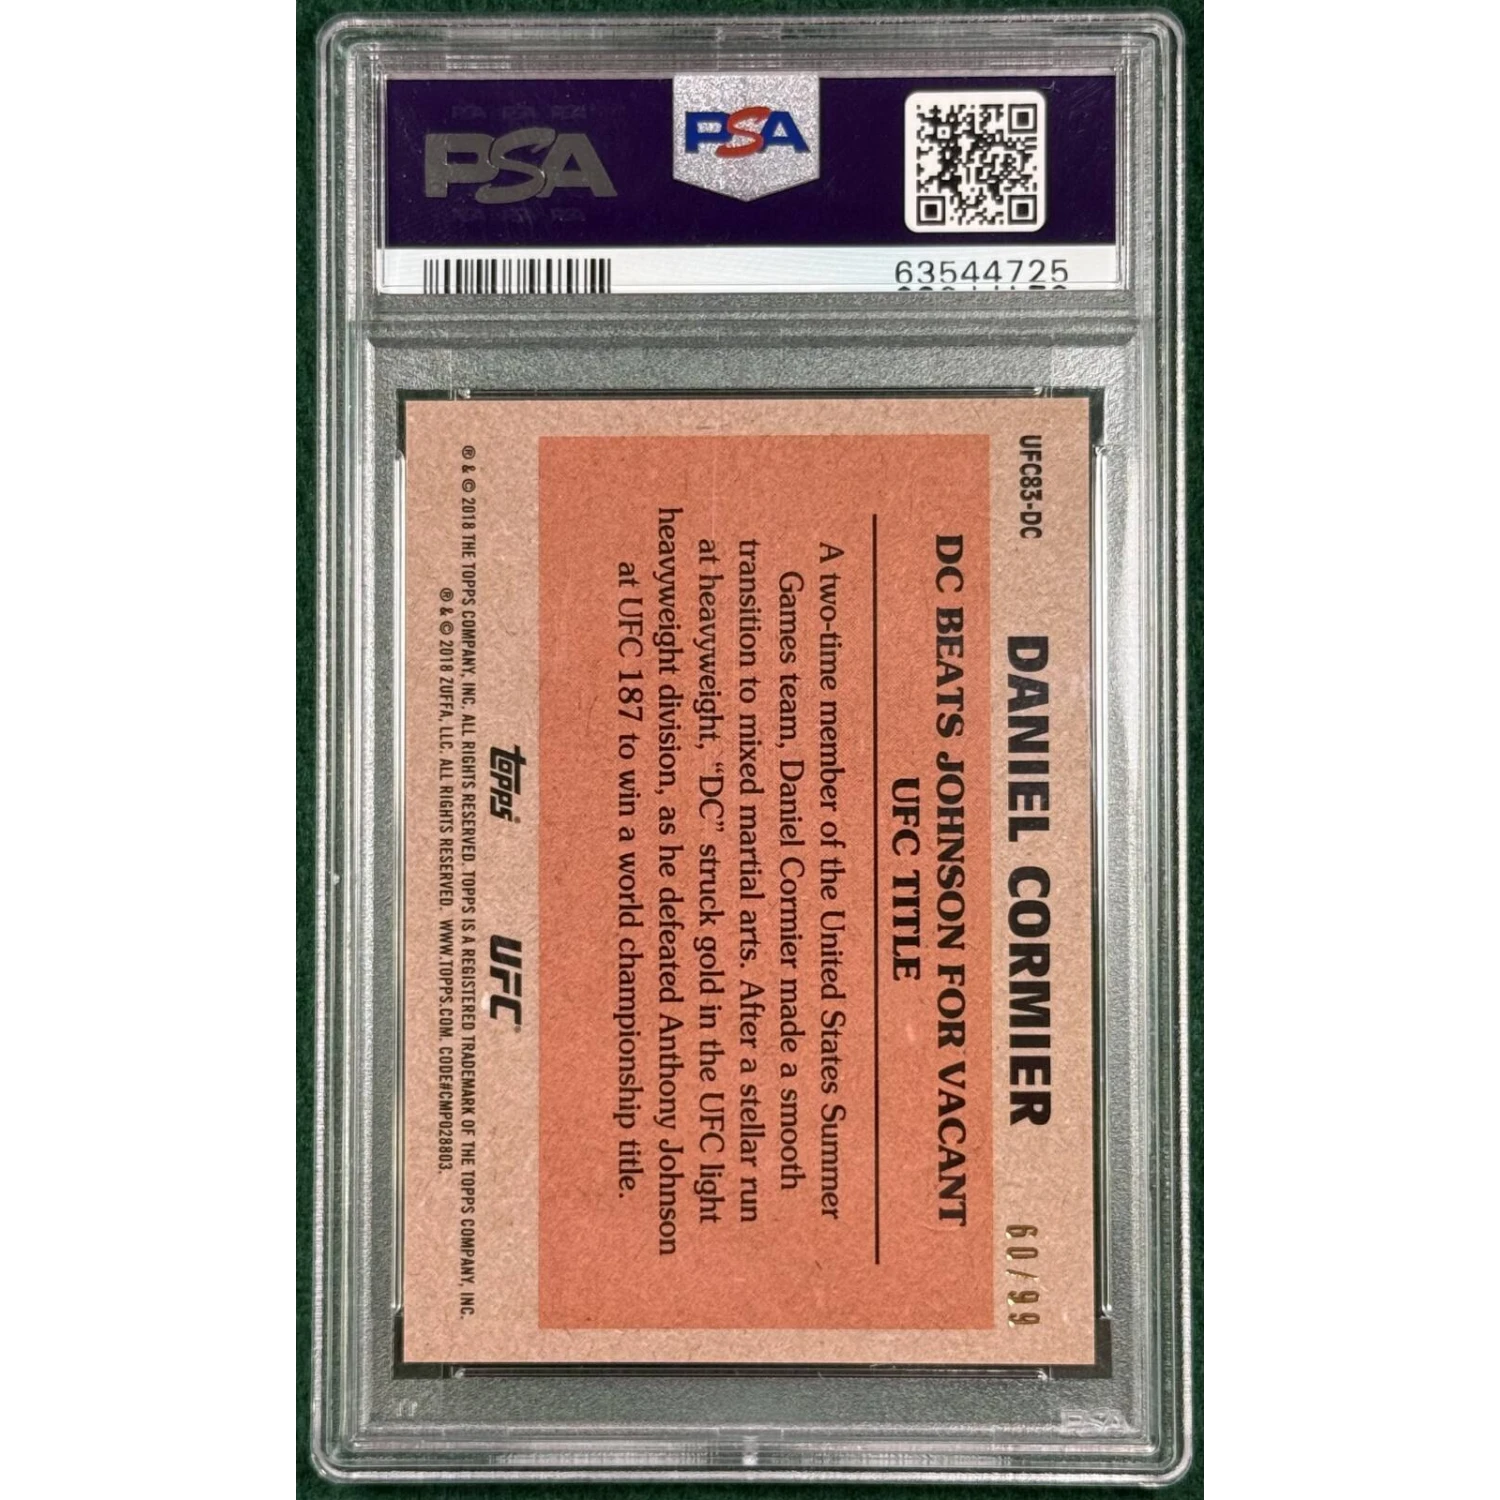 PSA
PSA
63544725
UFC83-DC
DANIEL CORMIER
60/99
DC BEATS JOHNSON FOR VACANT
UFC TITLE
A two-time member of the United States Summer
Games team, Daniel Cormier made a smooth
transition to mixed martial arts. After a stellar run
at heavyweight, “DC” struck gold in the UFC light
heavyweight division, as he defeated Anthony Johnson
at UFC 187 to win a world championship title.
topps® UFC®
® & © 2018 THE TOPPS COMPANY, INC. ALL RIGHTS RESERVED. TOPPS IS A REGISTERED TRADEMARK OF THE TOPPS COMPANY, INC.
® & © 2018 ZUFFA, LLC. ALL RIGHTS RESERVED. WWW.TOPPS.COM. CODE#CMP028803.
PSA